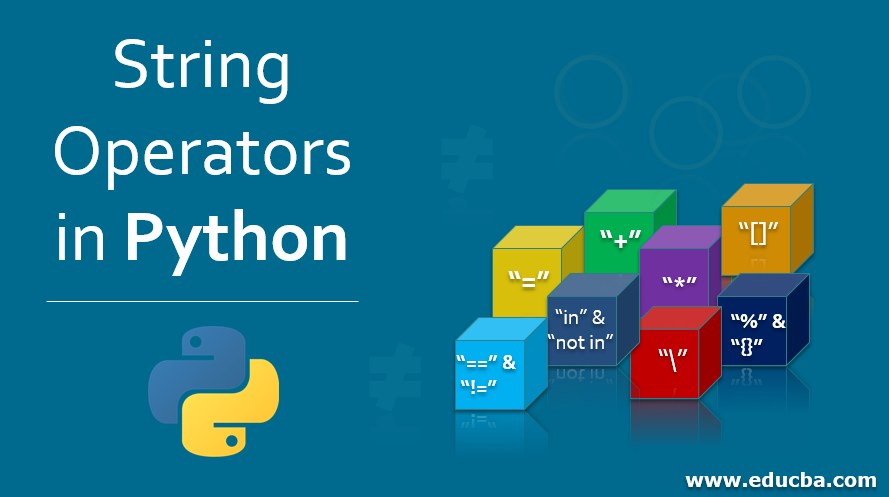 String
Operators
in Python
“=”
“+”
“[]”
“*”
“in” &
“not in”
“%” &
“{}”
“==” &
“!=”
“\”
www.educba.com